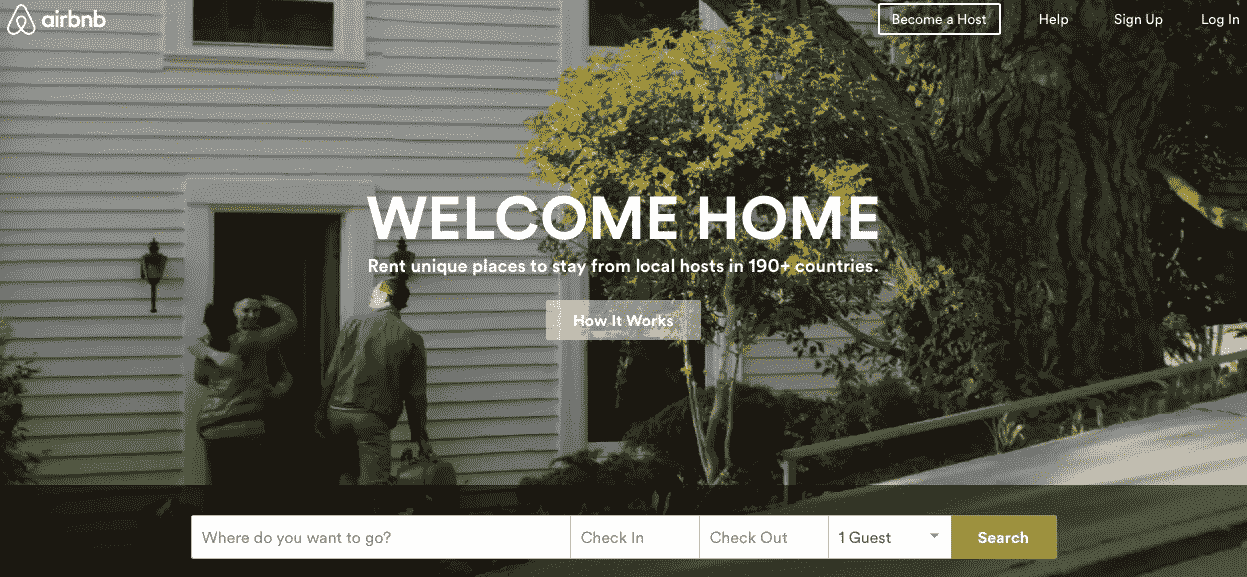 airbnb
Become a Host
Help
Sign Up
Log In
WELCOME HOME
Rent unique places to stay from local hosts in 190+ countries.
How It Works
Where do you want to go?
Check In
Check Out
1 Guest
Search